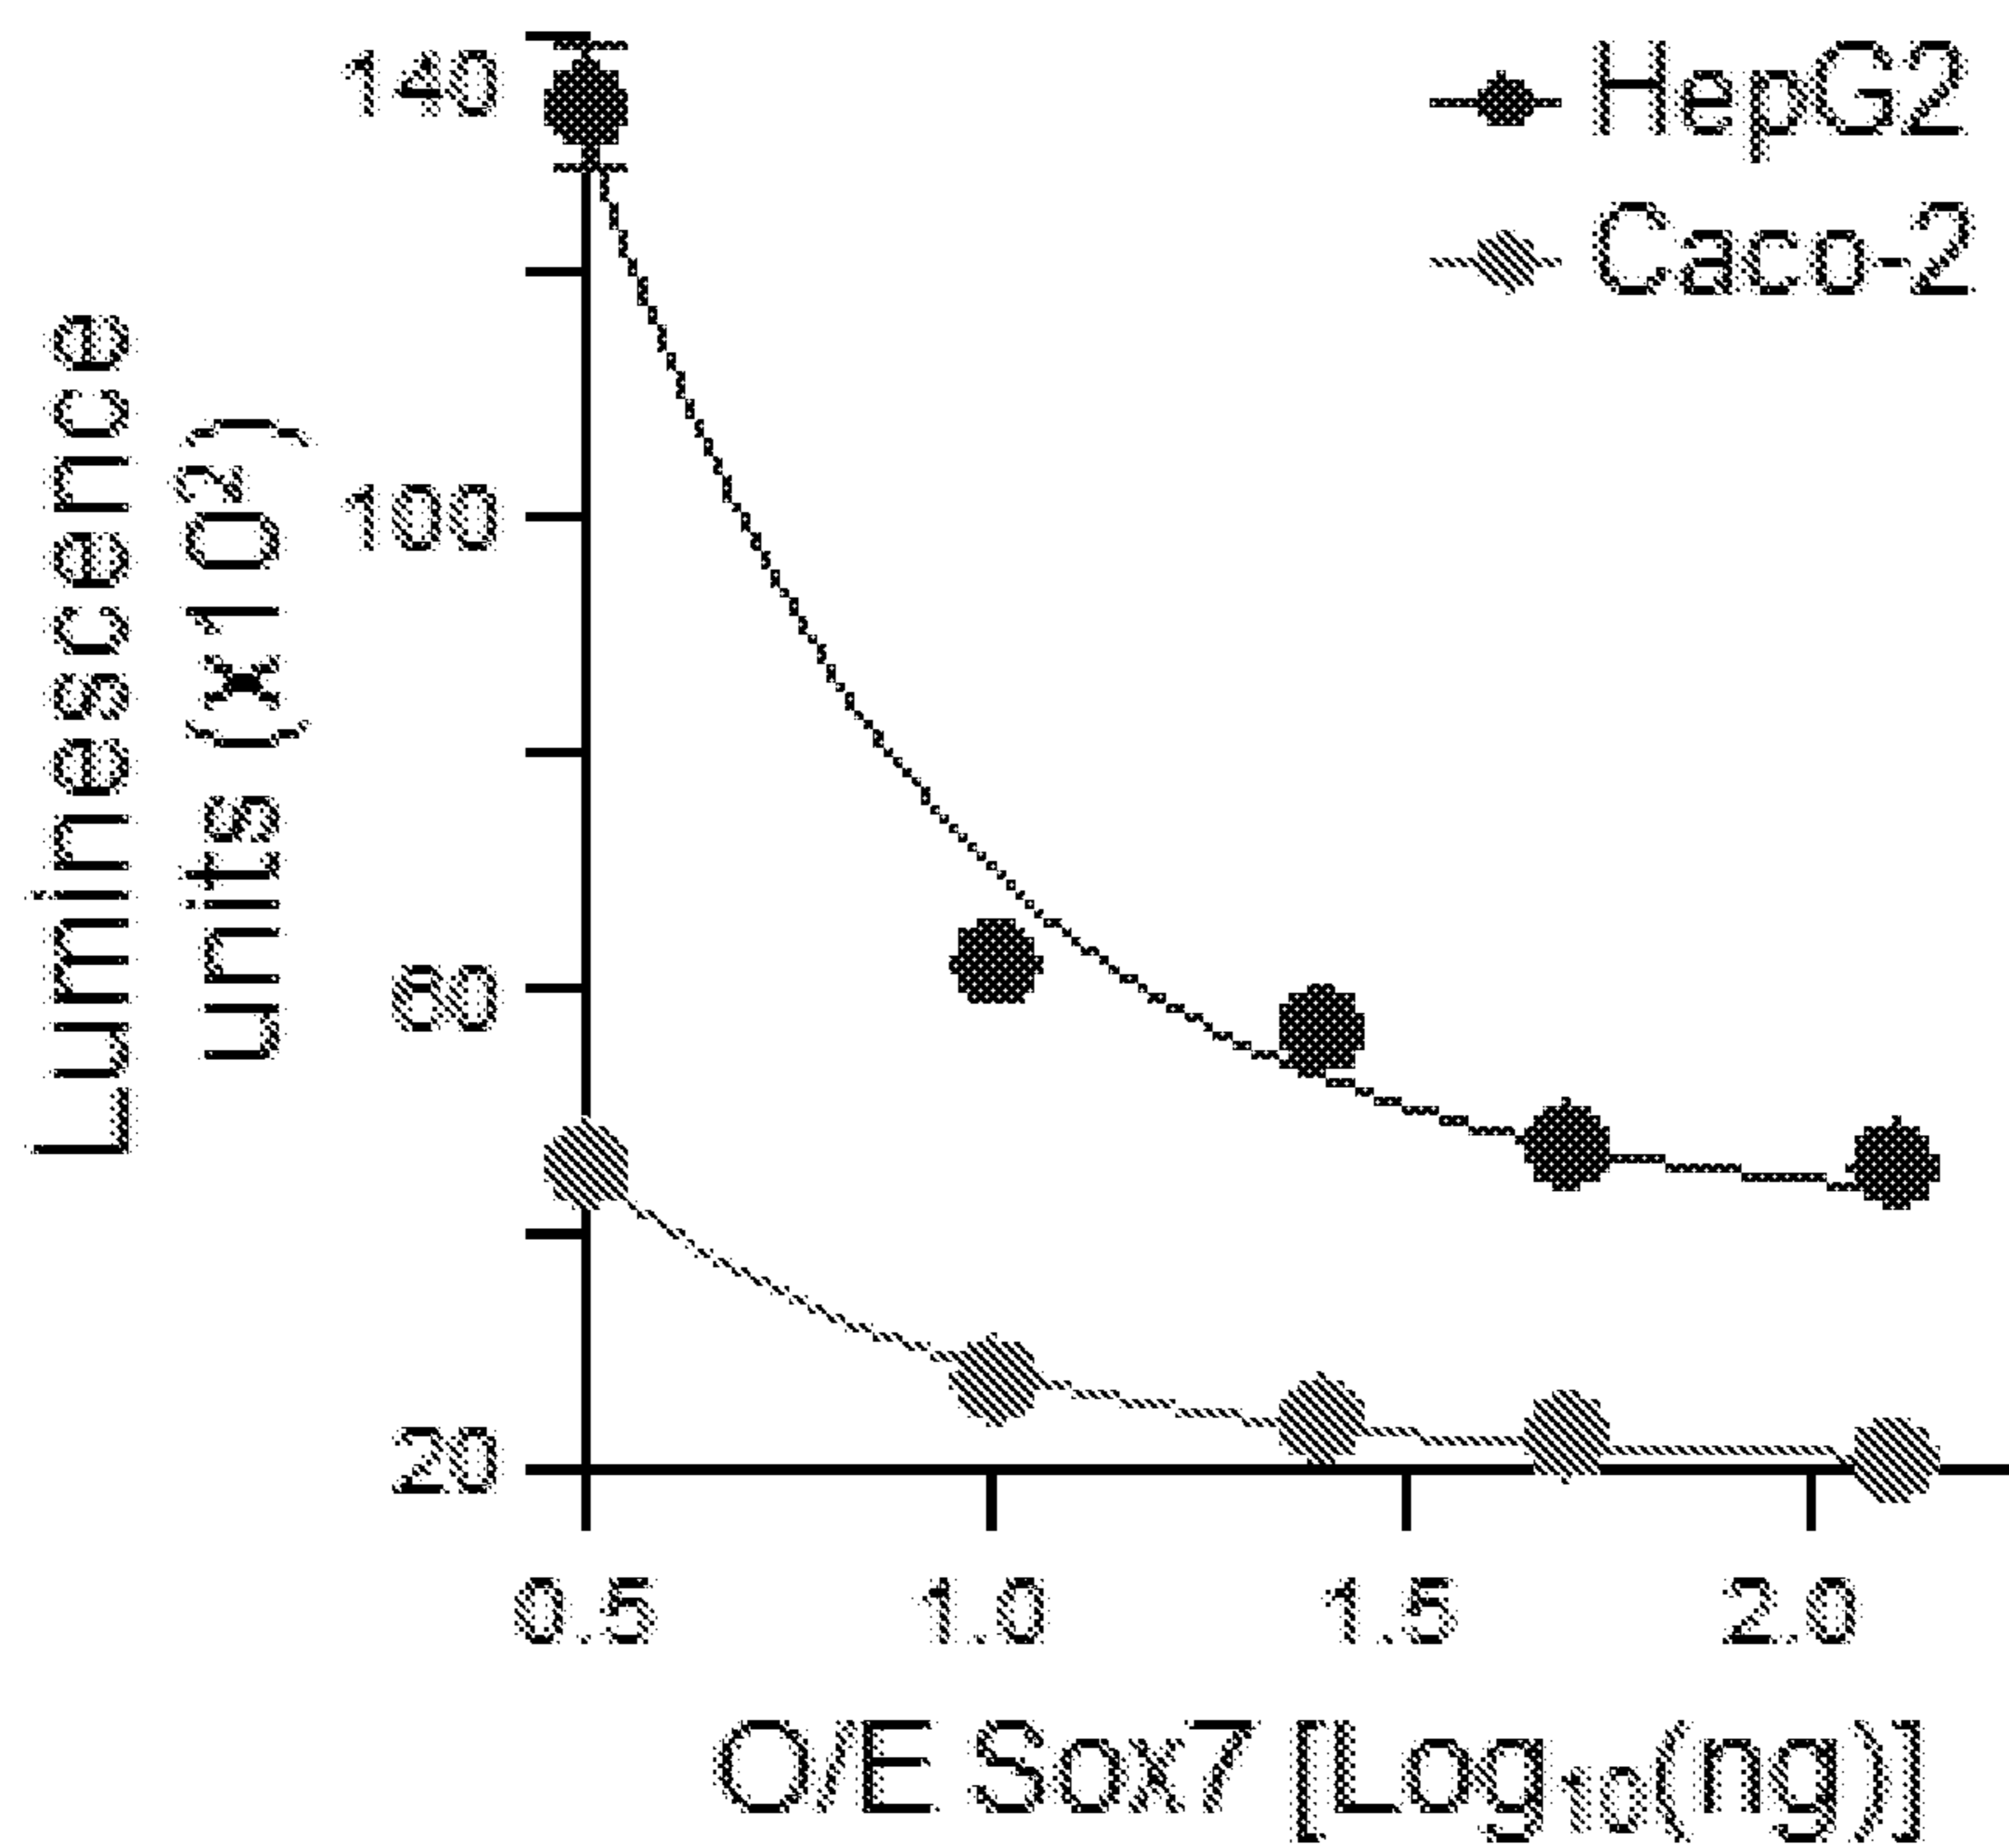 HepG2
Caco-2
Luminescence
units (x10²)
140
100
60
20
0.5
1.0
1.5
2.0
O/E Sox7 [Log₁₀(ng)]